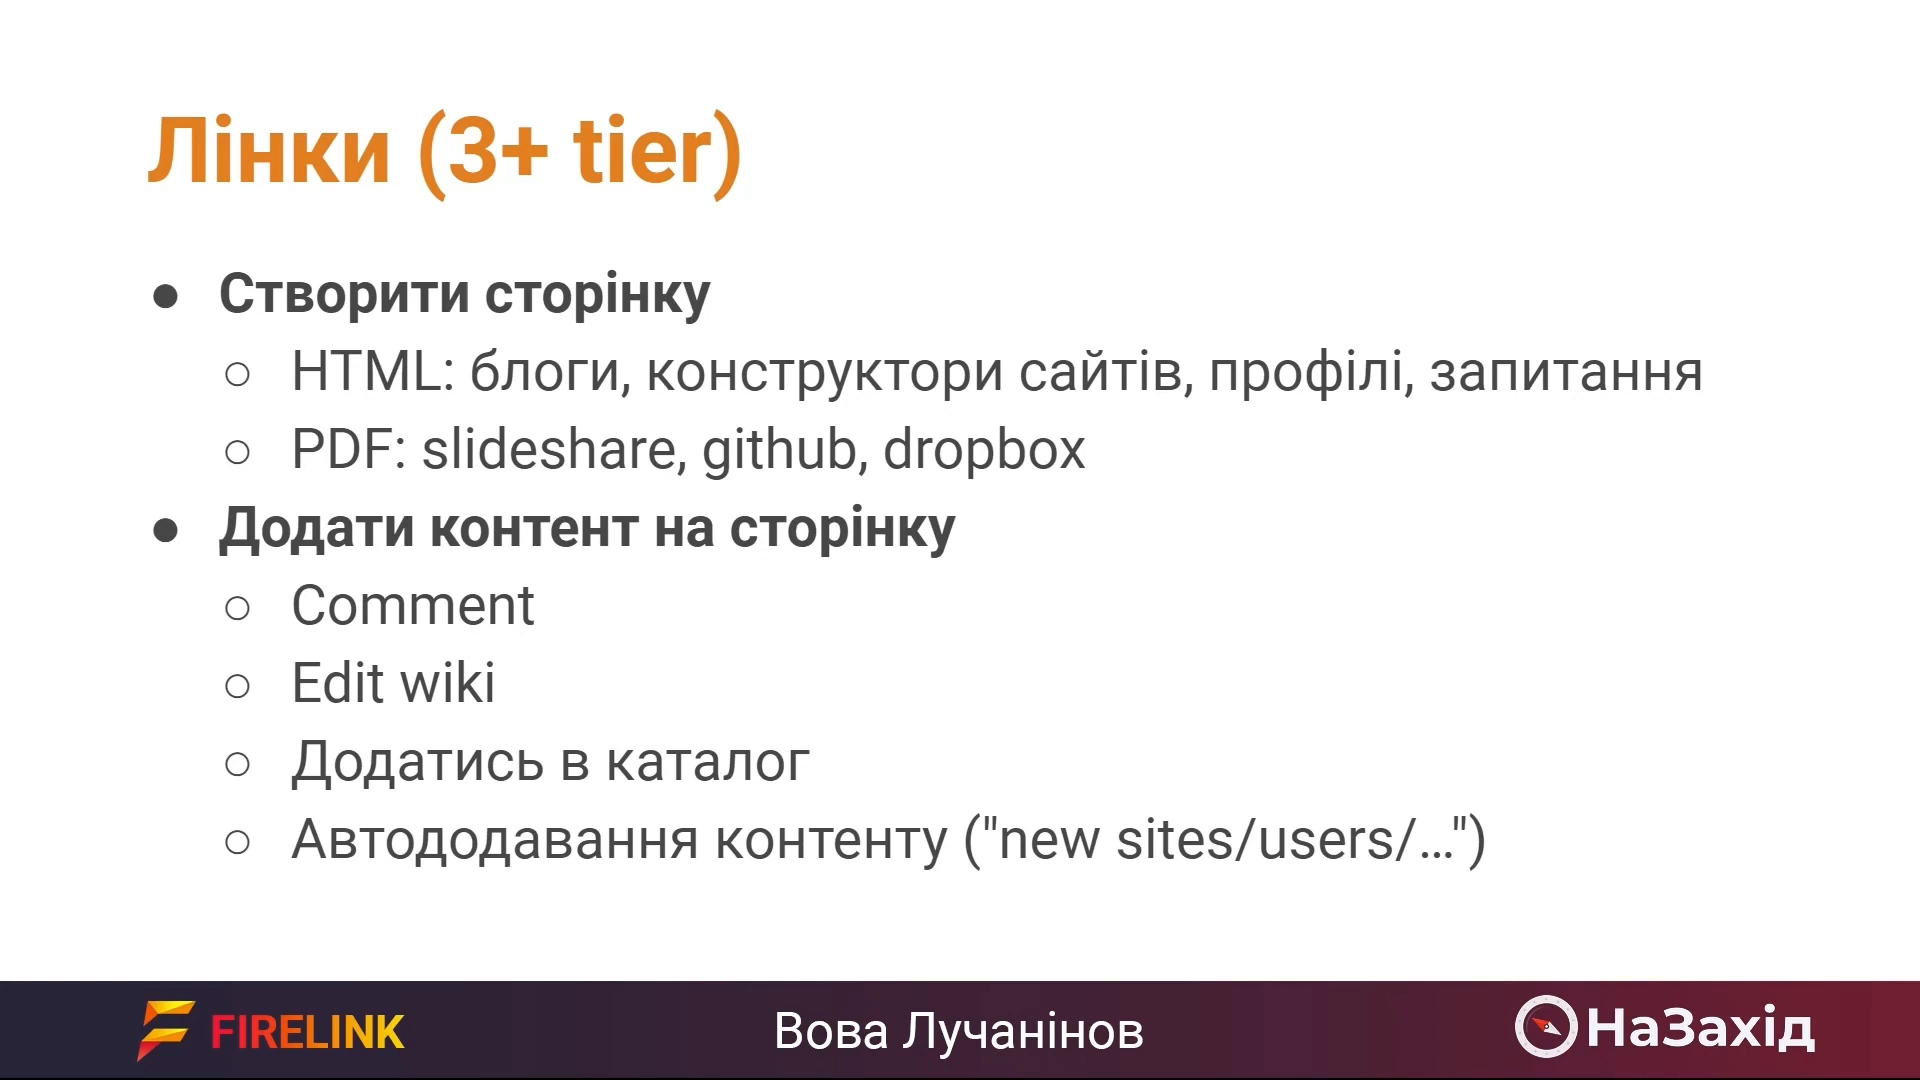 Лінки (3+ tier)
● Створити сторінку
○ HTML: блоги, конструктори сайтів, профілі, запитання
○ PDF: slideshare, github, dropbox
● Додати контент на сторінку
○ Comment
○ Edit wiki
○ Додатись в каталог
○ Автододавання контенту ("new sites/users/…")
FIRELINK
Вова Лучанінов
НаЗахід